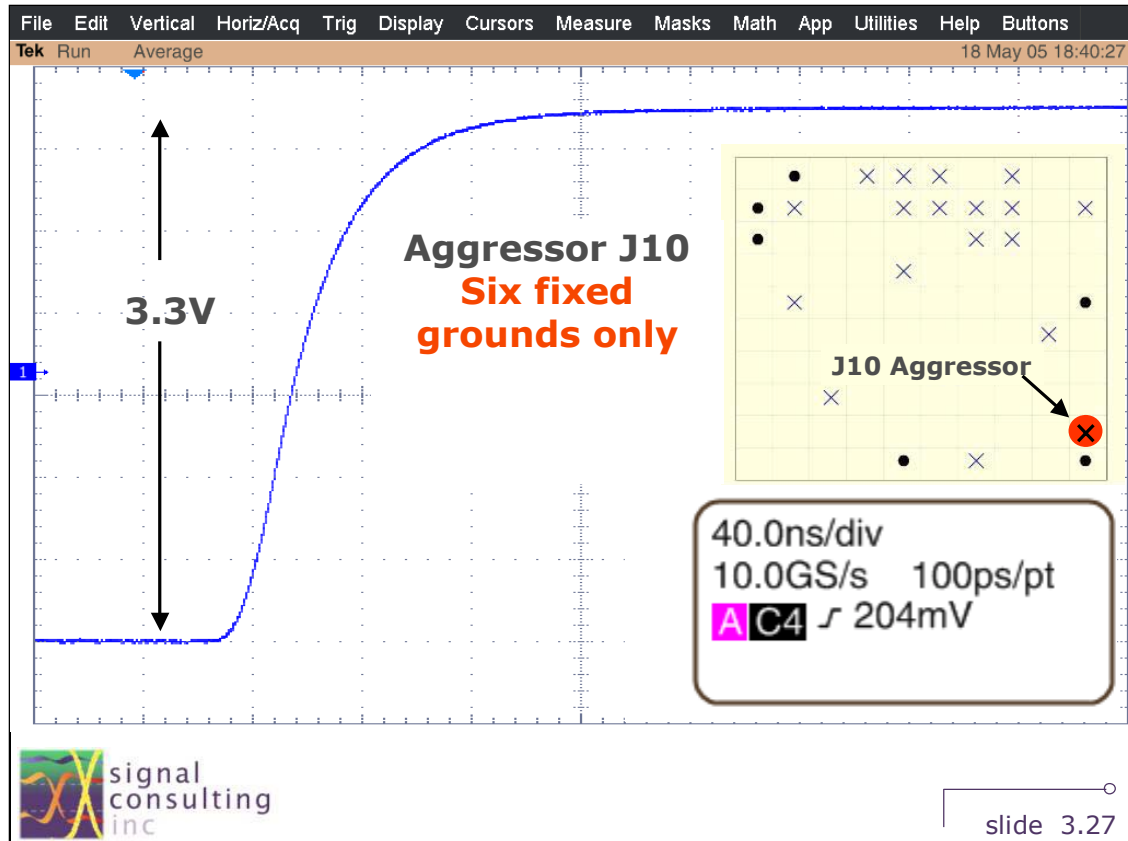 File Edit Vertical Horiz/Acq Trig Display Cursors Measure Masks Math App Utilities Help Buttons
Tek Run Average 18 May 05 18:40:27
Aggressor J10
Six fixed
grounds only
3.3V
J10 Aggressor
1
40.0ns/div
10.0GS/s 100ps/pt
A C4 204mV
signal
consulting
inc
slide 3.27